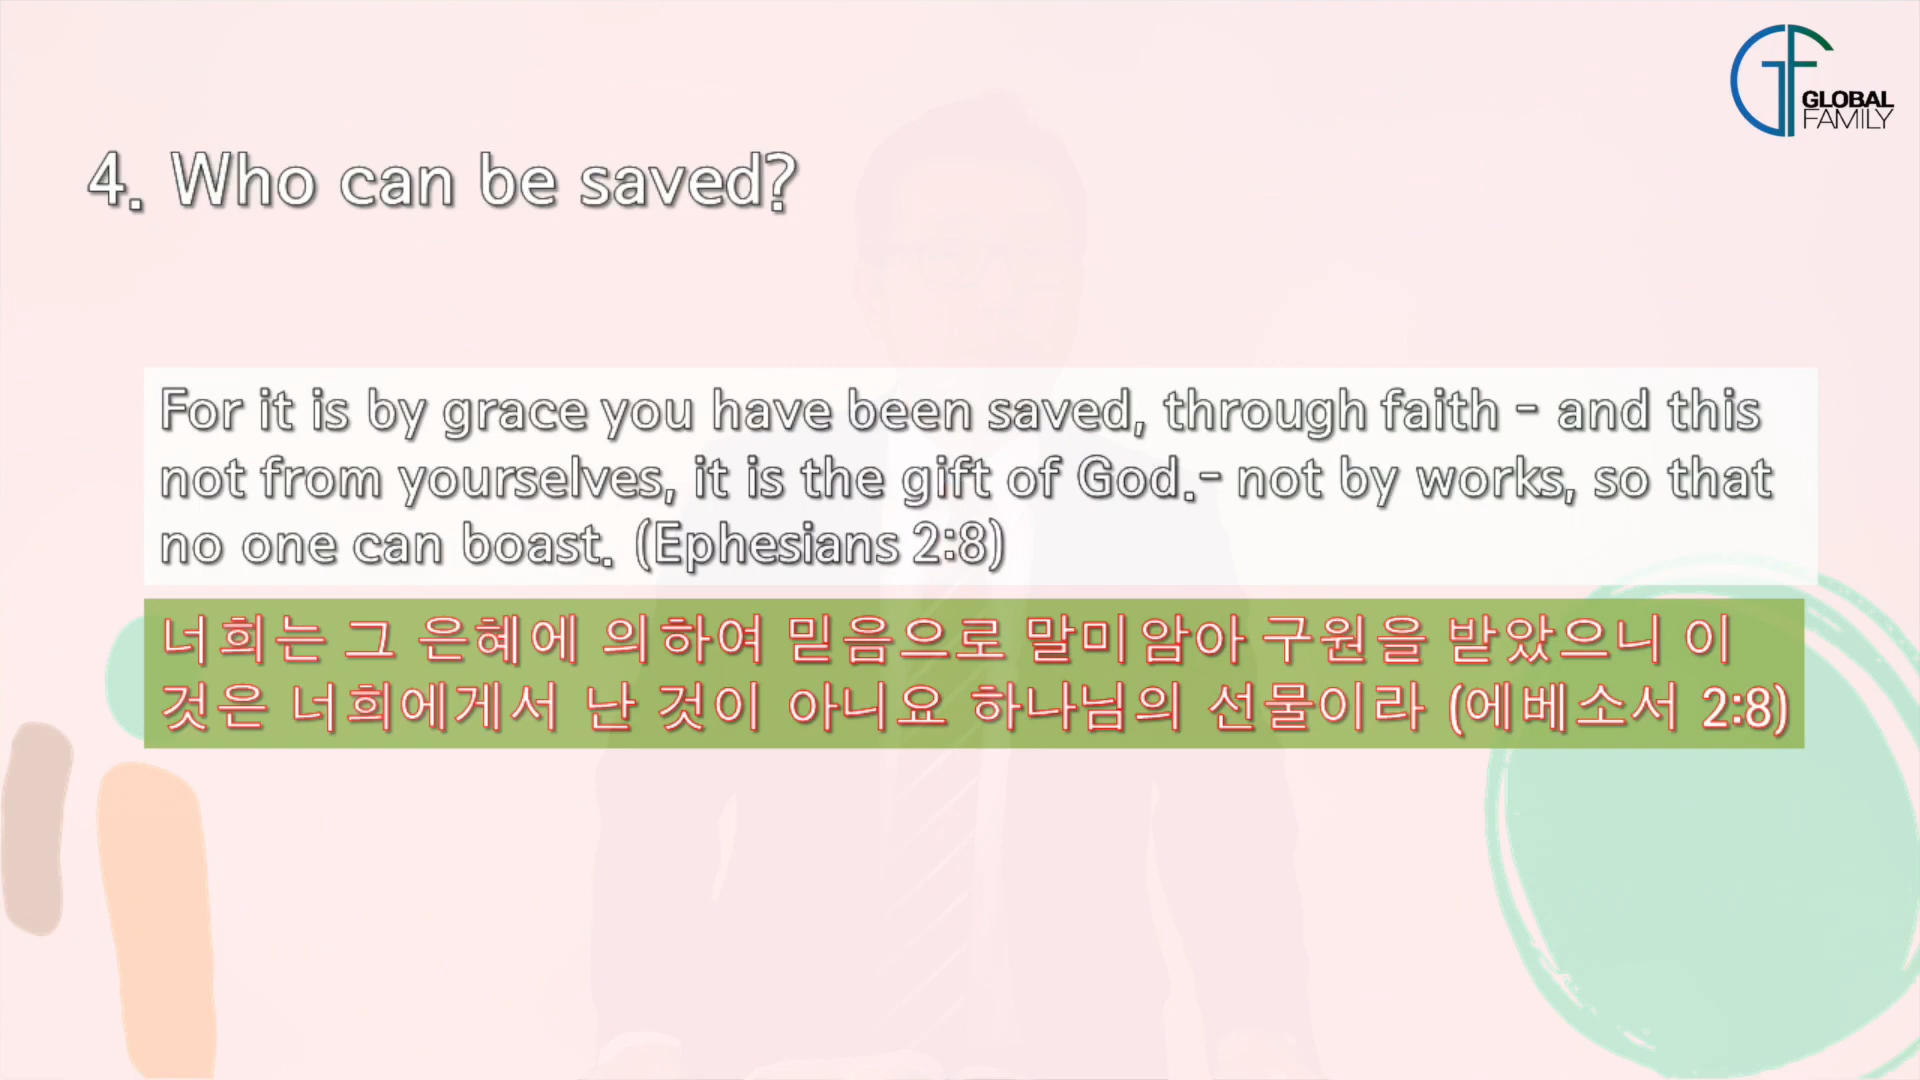 GF
GLOBAL
FAMILY
4. Who can be saved?
For it is by grace you have been saved, through faith - and this
not from yourselves, it is the gift of God.- not by works, so that
no one can boast. (Ephesians 2:8)
너희는 그 은혜에 의하여 믿음으로 말미암아 구원을 받았으니 이
것은 너희에게서 난 것이 아니요 하나님의 선물이라 (에베소서 2:8)